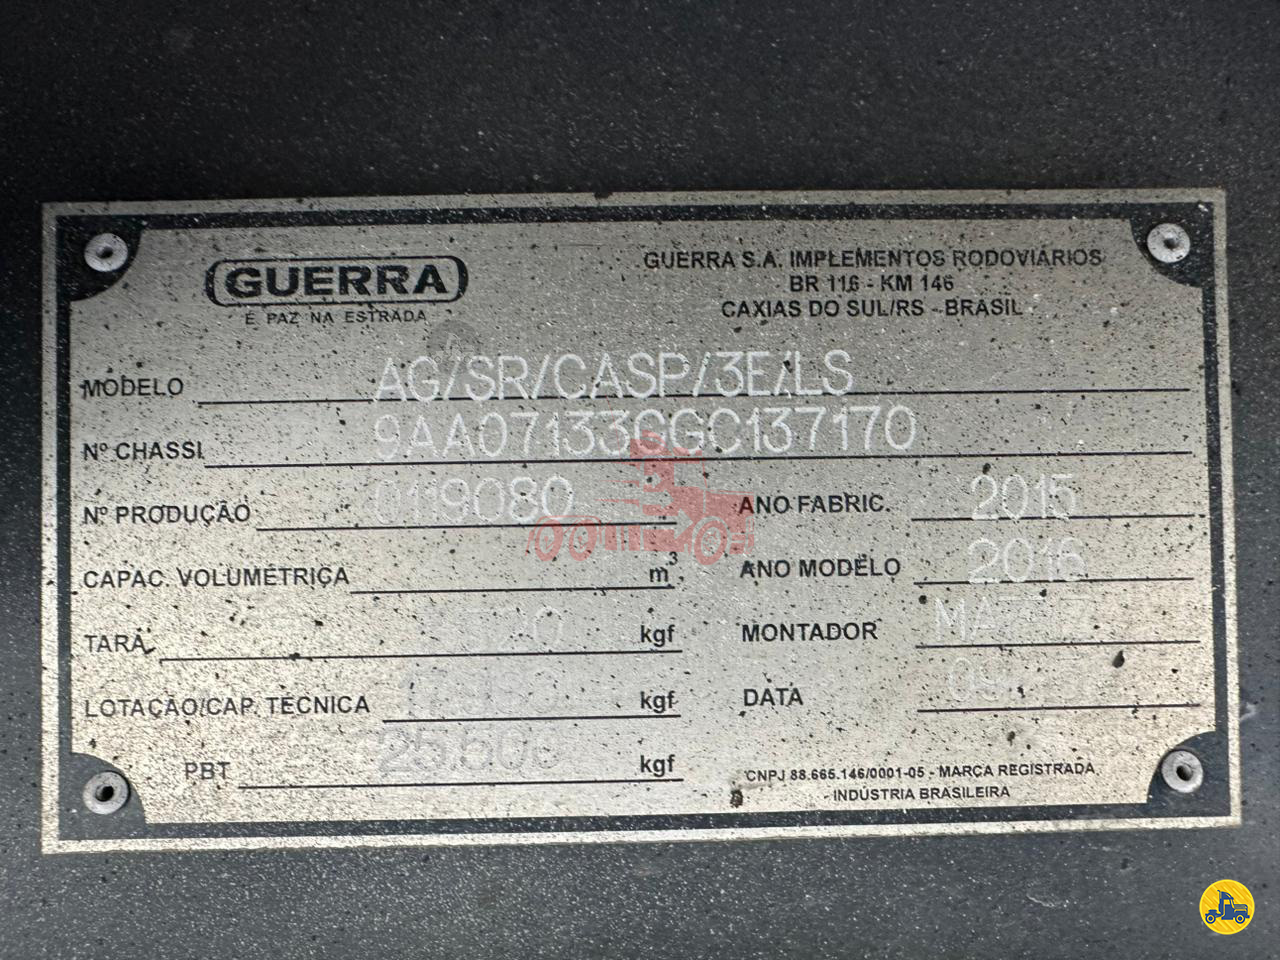 GUERRA
É PAZ NA ESTRADA
GUERRA S.A. IMPLEMENTOS RODOVIÁRIOS
BR 116 - KM 146
CAXIAS DO SUL/RS - BRASIL
MODELO AG/SR/CASP/3E/LS
Nº CHASSI 9AA07133GGC137170
Nº PRODUÇÃO 0119080 ANO FABRIC. 2015
CAPAC. VOLUMÉTRICA m³ ANO MODELO 2016
TARA kgf MONTADOR
LOTAÇÃO/CAP. TÉCNICA kgf DATA
PBT 25.500 kgf
CNPJ 88.665.146/0001-05 - MARCA REGISTRADA
INDÚSTRIA BRASILEIRA